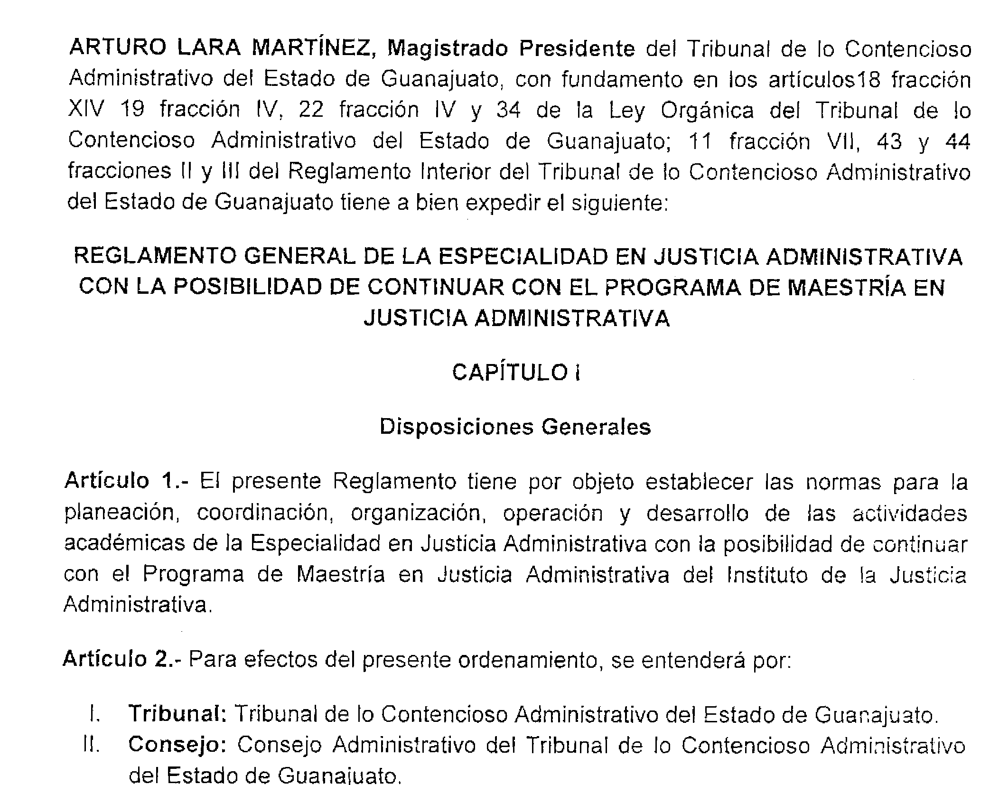 ARTURO LARA MARTÍNEZ, Magistrado Presidente del Tribunal de lo Contencioso
Administrativo del Estado de Guanajuato, con fundamento en los artículos18 fracción
XIV 19 fracción IV, 22 fracción IV y 34 de la Ley Orgánica del Tribunal de lo
Contencioso Administrativo del Estado de Guanajuato; 11 fracción VII, 43 y 44
fracciones II y III del Reglamento Interior del Tribunal de lo Contencioso Administrativo
del Estado de Guanajuato tiene a bien expedir el siguiente:
REGLAMENTO GENERAL DE LA ESPECIALIDAD EN JUSTICIA ADMINISTRATIVA
CON LA POSIBILIDAD DE CONTINUAR CON EL PROGRAMA DE MAESTRÍA EN
JUSTICIA ADMINISTRATIVA
CAPÍTULO I
Disposiciones Generales
Artículo 1.- El presente Reglamento tiene por objeto establecer las normas para la
planeación, coordinación, organización, operación y desarrollo de las actividades
académicas de la Especialidad en Justicia Administrativa con la posibilidad de continuar
con el Programa de Maestría en Justicia Administrativa del Instituto de la Justicia
Administrativa.
Artículo 2.- Para efectos del presente ordenamiento, se entenderá por:
I. Tribunal: Tribunal de lo Contencioso Administrativo del Estado de Guanajuato.
II. Consejo: Consejo Administrativo del Tribunal de lo Contencioso Administrativo
del Estado de Guanajuato.